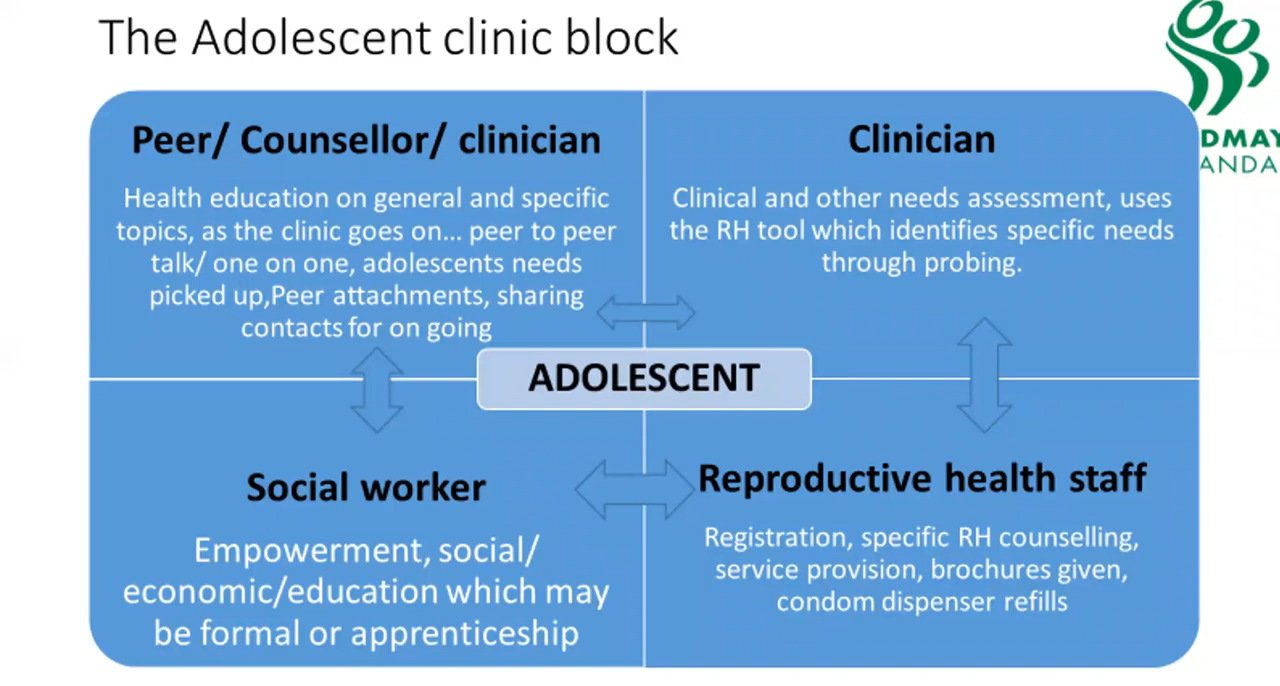 The Adolescent clinic block
Peer/ Counsellor/ clinician
Health education on general and specific
topics, as the clinic goes on... peer to peer
talk/ one on one, adolescents needs
picked up,Peer attachments, sharing
contacts for on going
Clinician
Clinical and other needs assessment, uses
the RH tool which identifies specific needs
through probing.
ADOLESCENT
Social worker
Empowerment, social/
economic/education which may
be formal or apprenticeship
Reproductive health staff
Registration, specific RH counselling,
service provision, brochures given,
condom dispenser refills
DMAY
ANDA